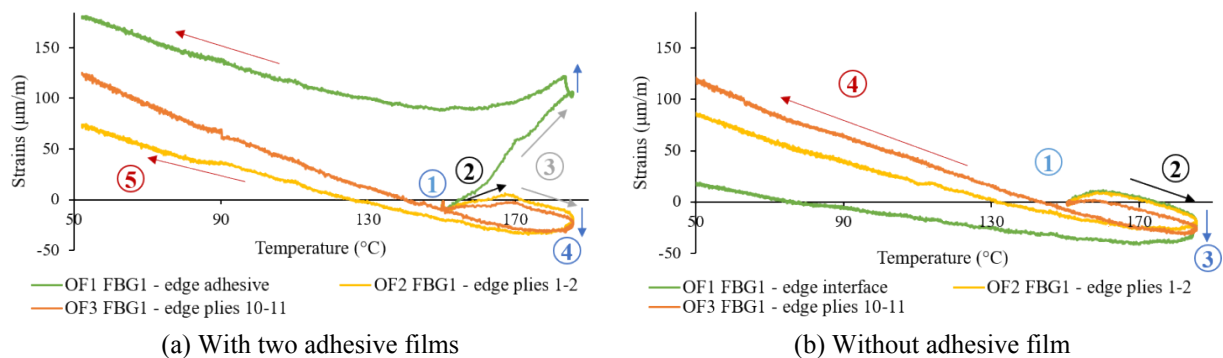 Strains (µm/m)
150
100
50
0
-50
50
90
130
170
Temperature (°C)
①
②
③
④
⑤
OF1 FBG1 - edge adhesive
OF2 FBG1 - edge plies 1-2
OF3 FBG1 - edge plies 10-11
(a) With two adhesive films
Strains (µm/m)
150
100
50
0
-50
50
90
130
170
Temperature (°C)
①
②
③
④
OF1 FBG1 - edge interface
OF2 FBG1 - edge plies 1-2
OF3 FBG1 - edge plies 10-11
(b) Without adhesive film